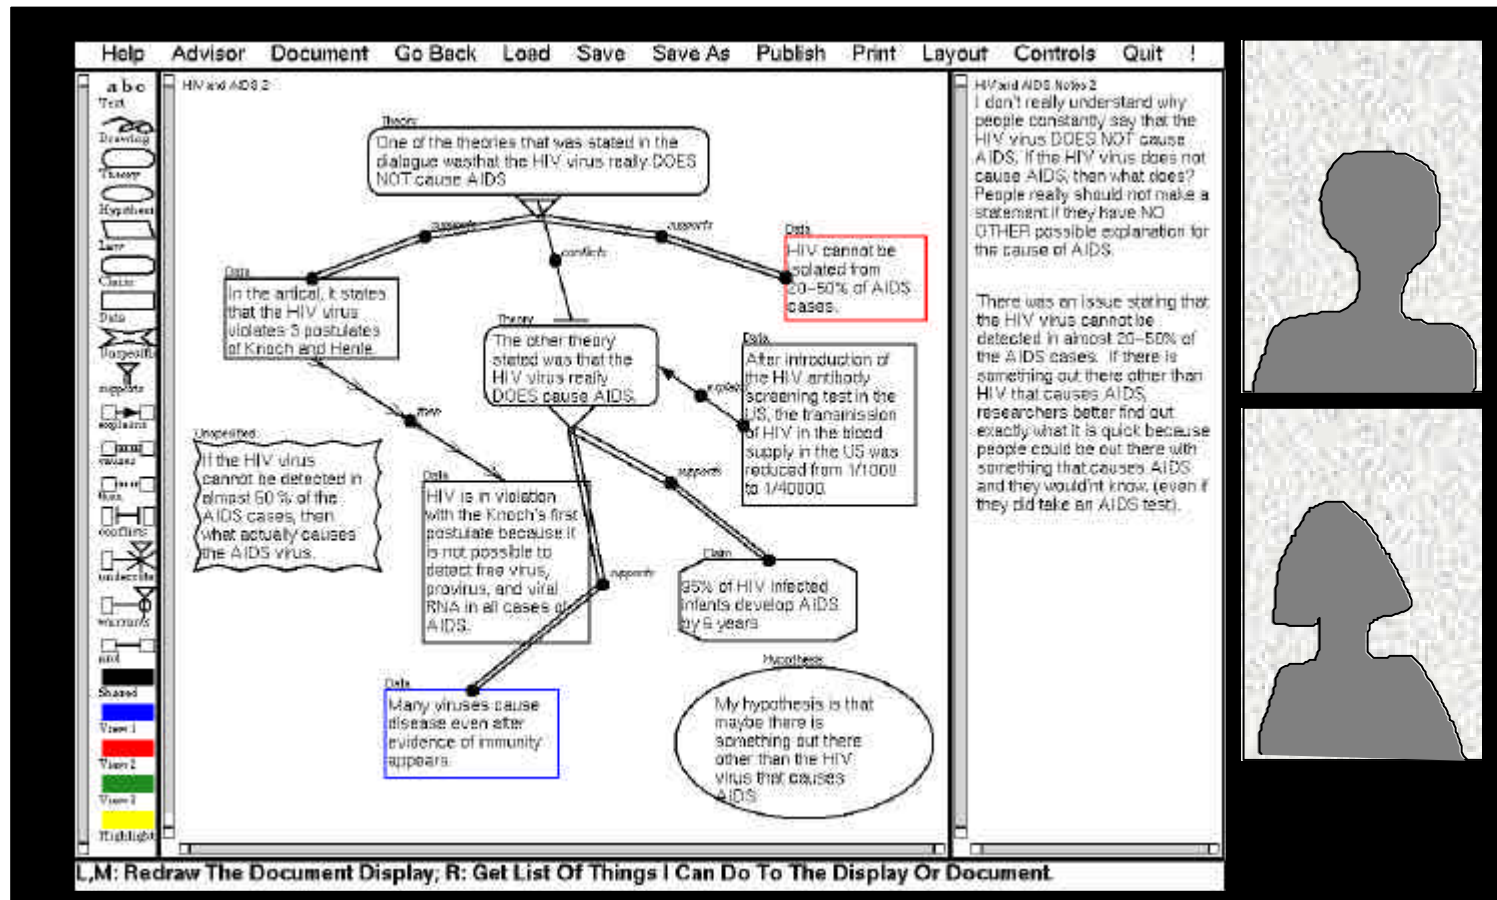 Help Advisor Document Go Back Load Save Save As Publish Print Layout Controls Quit !
abc
Text
Drawing
Theory
Hypothesi
Law
Claim
Data
Unspecifi
supports
explains
causes
then
conflicts
undercuts
warrants
and
Shared
View 1
View 2
View 3
Highlight
HIV and AIDS 2
Theory
One of the theories that was stated in the
dialogue wasthat the HIV virus really DOES
NOT cause AIDS
supports
supports
conflicts
Data
HIV cannot be
isolated from
20-50% of AIDS
cases.
Data
In the artical, it states
that the HIV virus
violates 3 postulates
of Knoch and Henle.
Theory
The other theory
stated was that the
HIV virus really
DOES cause AIDS.
Data
After introduction of
the HIV antibody
screening test in the
US, the transmission
of HIV in the blood
supply in the US was
reduced from 1/1000
to 1/40000.
explains
then
Unspecified
If the HIV virus
cannot be detected in
almost 50 % of the
AIDS cases, then
what actually causes
the AIDS virus.
Data
HIV is in violation
with the Knoch's first
postulate because it
is not possible to
detect free virus,
provirus, and viral
RNA in all cases of
AIDS.
supports
supports
Claim
95% of HIV infected
infants develop AIDS
by 6 years
Data
Many viruses cause
disease even after
evidence of immunity
appears.
Hypothesis
My hypothesis is that
maybe there is
something out there
other than the HIV
virus that causes
AIDS
HIV and AIDS Notes 2
I don't really understand why
people constantly say that the
HIV virus DOES NOT cause
AIDS. If the HIV virus does not
cause AIDS, then what does?
People really should not make a
statement if they have NO
OTHER possible explanation for
the cause of AIDS.
There was an issue stating that
the HIV virus cannot be
detected in almost 20-50% of
the AIDS cases. If there is
something out there other than
HIV that causes AIDS,
researchers better find out
exactly what it is quick because
people could be out there with
something that causes AIDS
and they would'nt know. (even if
they did take an AIDS test).
L,M: Redraw The Document Display; R: Get List Of Things I Can Do To The Display Or Document.